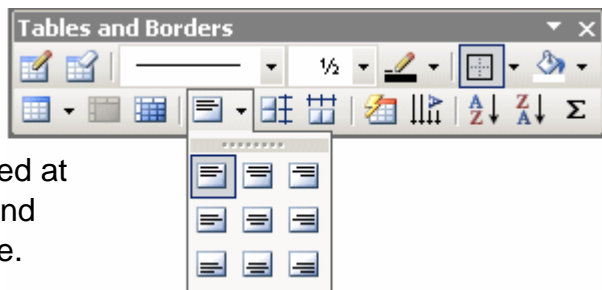 Tables and Borders
½
A
Z
Z
A
Σ
ed at
nd
e.